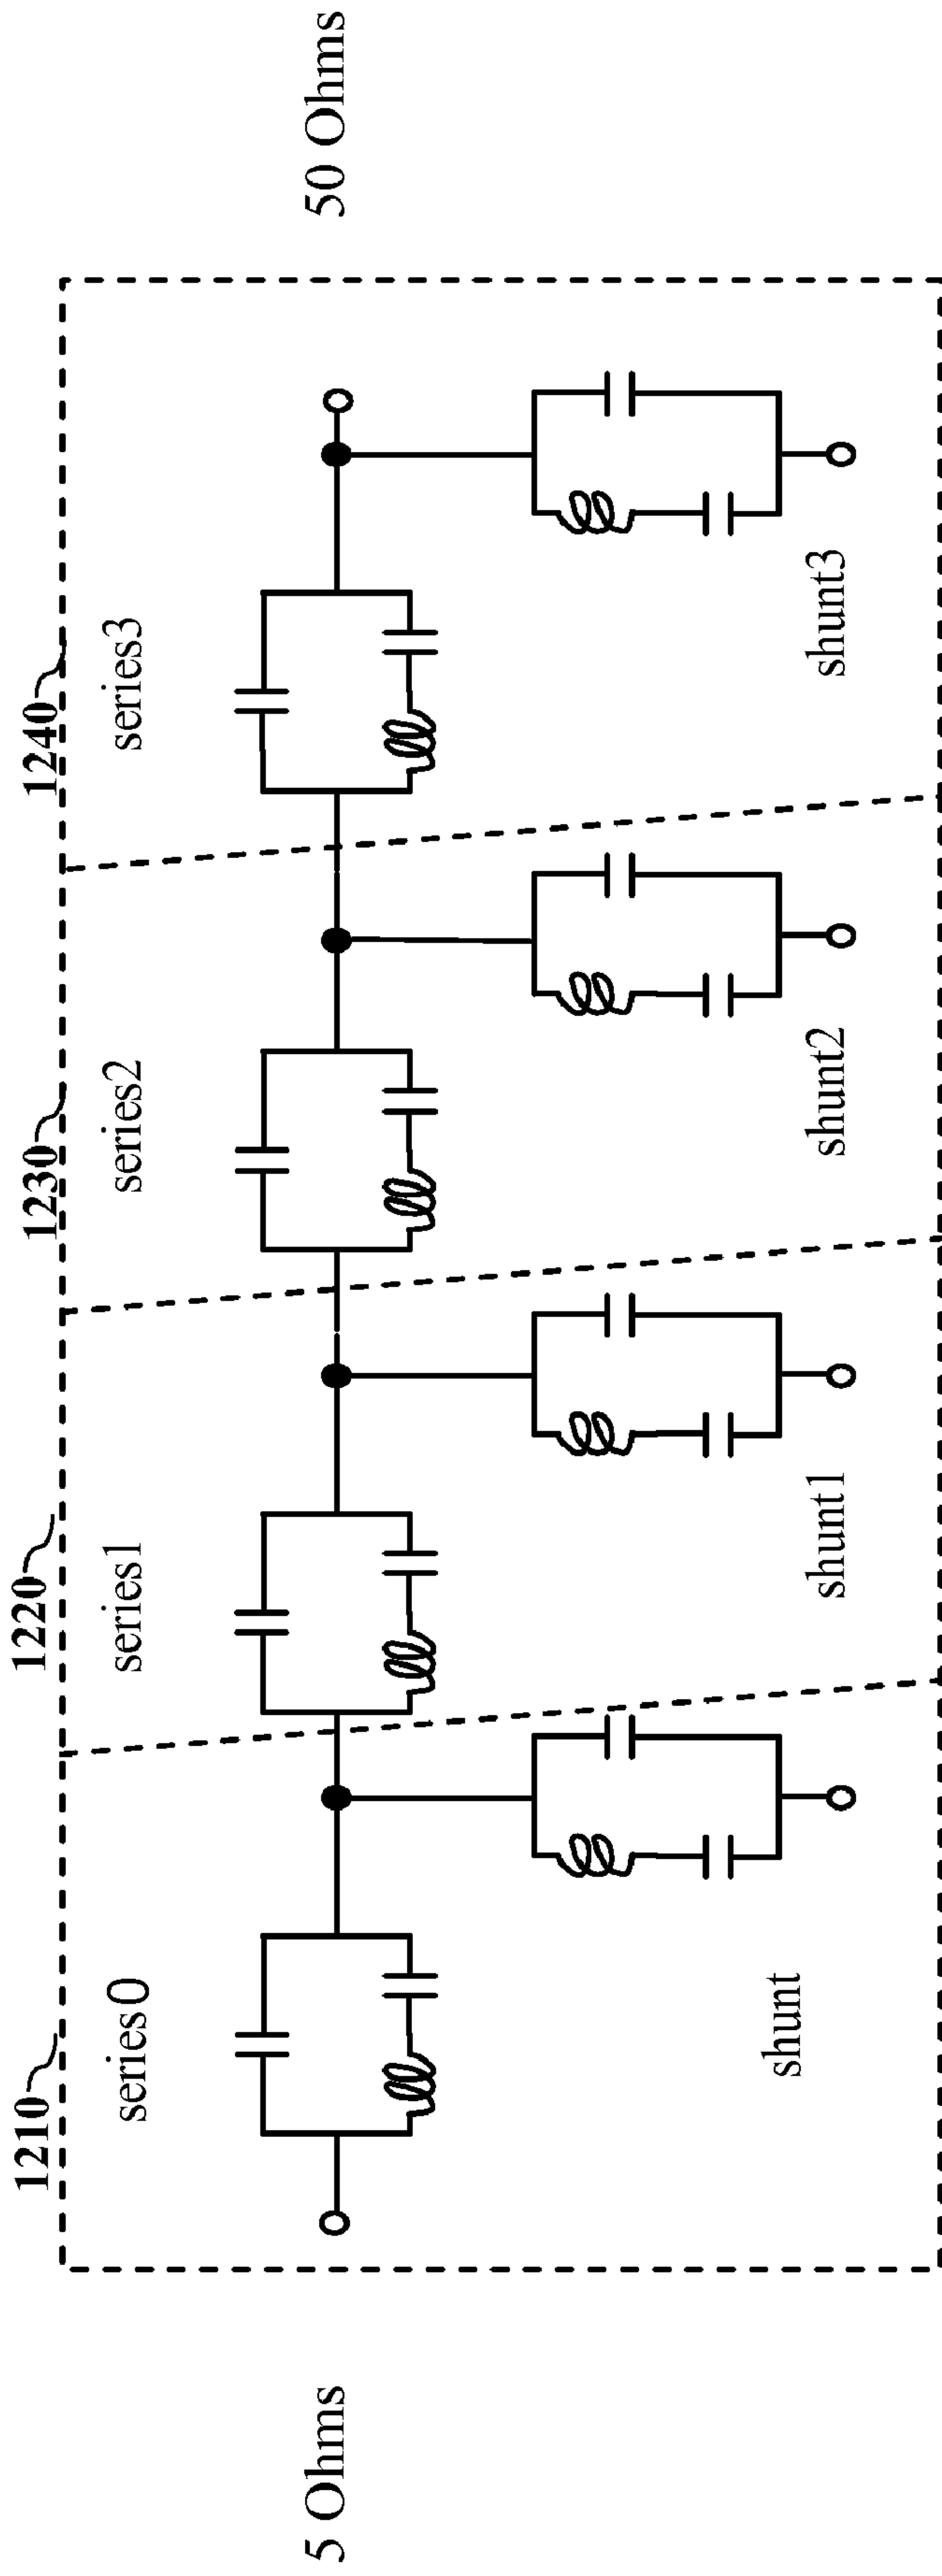 1210
1220
1230
1240
series0
series1
series2
series3
5 Ohms
50 Ohms
shunt
shunt1
shunt2
shunt3